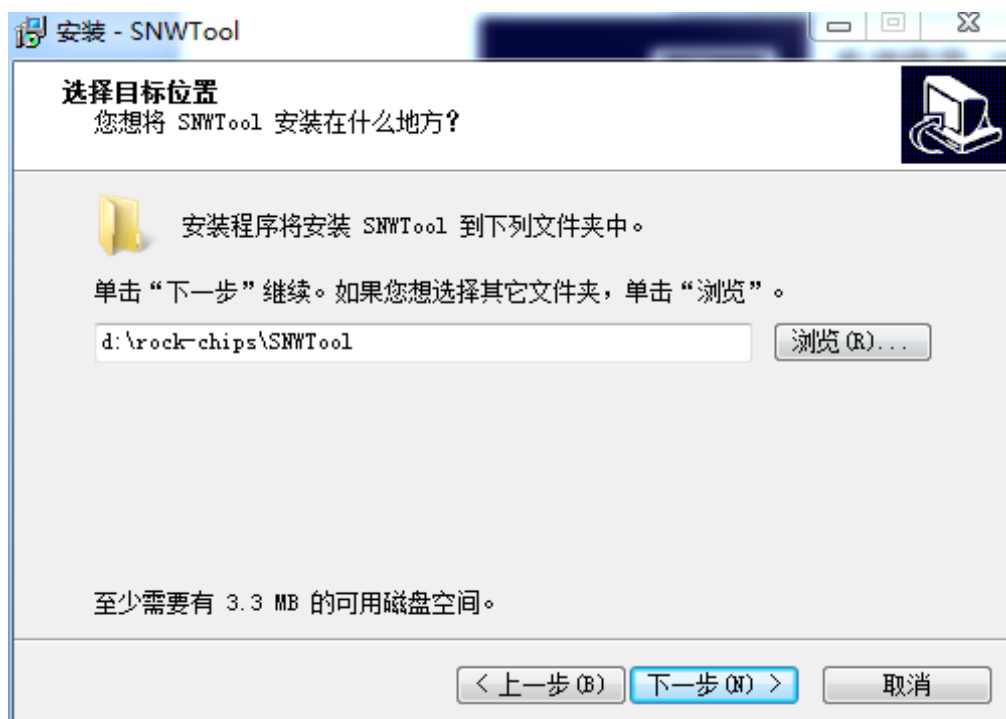 安装 - SNWTool
选择目标位置
您想将 SNWTool 安装在什么地方?
安装程序将安装 SNWTool 到下列文件夹中。
单击“下一步”继续。如果您想选择其它文件夹，单击“浏览”。
d:\rock-chips\SNWTool
浏览(R)...
至少需要有 3.3 MB 的可用磁盘空间。
< 上一步(B)
下一步(N) >
取消